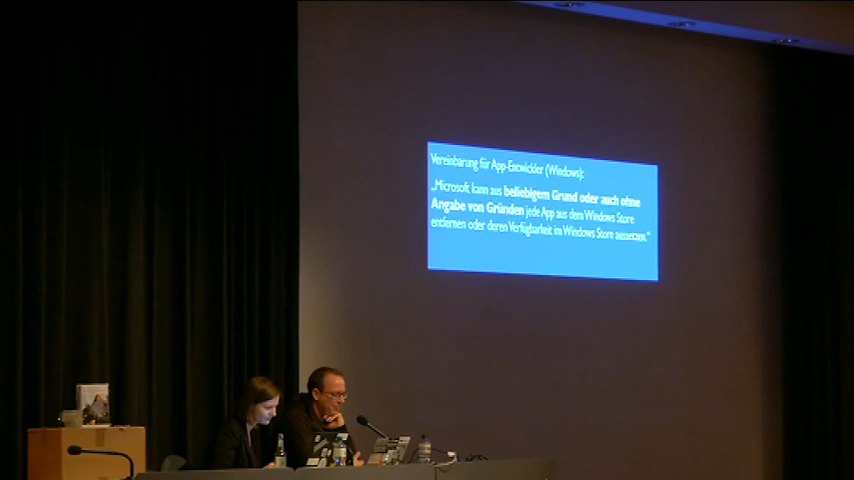 Vereinbarung für App-Entwickler (Windows):
„Microsoft kann aus beliebigem Grund oder auch ohne
Angabe von Gründen jede App aus dem Windows Store
entfernen oder deren Verfügbarkeit im Windows Store aussetzen.“